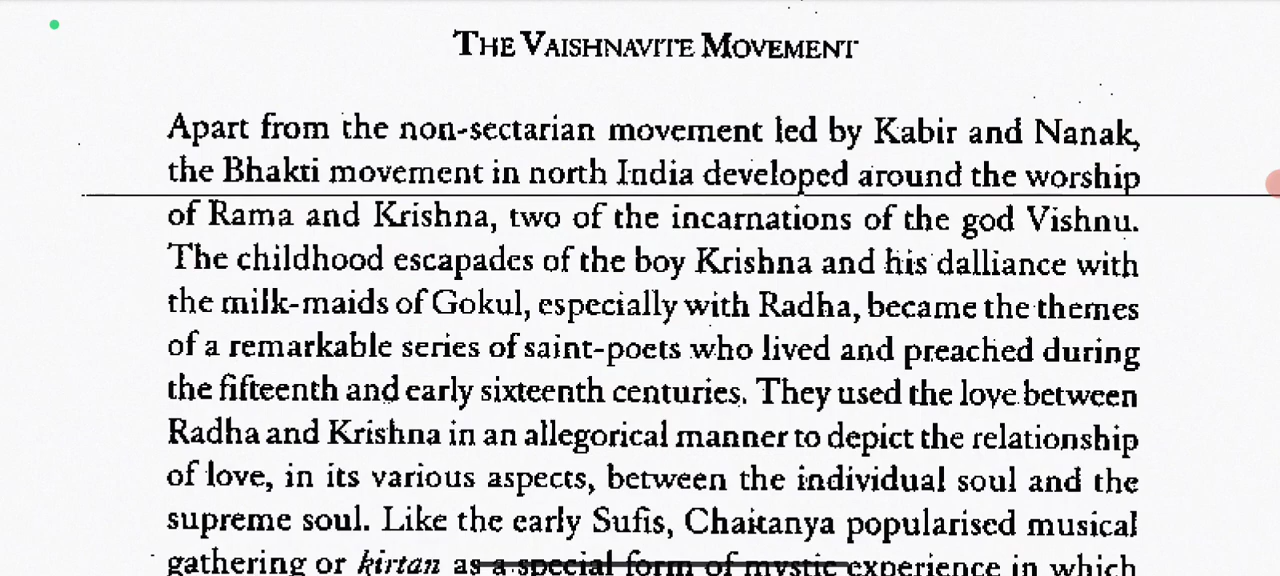 THE VAISHNAVITE MOVEMENT
Apart from the non-sectarian movement led by Kabir and Nanak,
the Bhakti movement in north India developed around the worship
of Rama and Krishna, two of the incarnations of the god Vishnu.
The childhood escapades of the boy Krishna and his dalliance with
the milk-maids of Gokul, especially with Radha, became the themes
of a remarkable series of saint-poets who lived and preached during
the fifteenth and early sixteenth centuries. They used the love between
Radha and Krishna in an allegorical manner to depict the relationship
of love, in its various aspects, between the individual soul and the
supreme soul. Like the early Sufis, Chaitanya popularised musical
gathering or kirtan as a special form of mystic experience in which